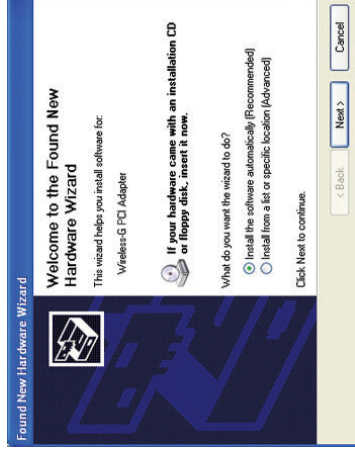 Found New Hardware Wizard
Welcome to the Found New
Hardware Wizard
This wizard helps you install software for:
Wireless-G PCI Adapter
If your hardware came with an installation CD
or floppy disk, insert it now.
What do you want the wizard to do?
Install the software automatically (Recommended)
Install from a list or specific location (Advanced)
Click Next to continue.
< Back
Next >
Cancel